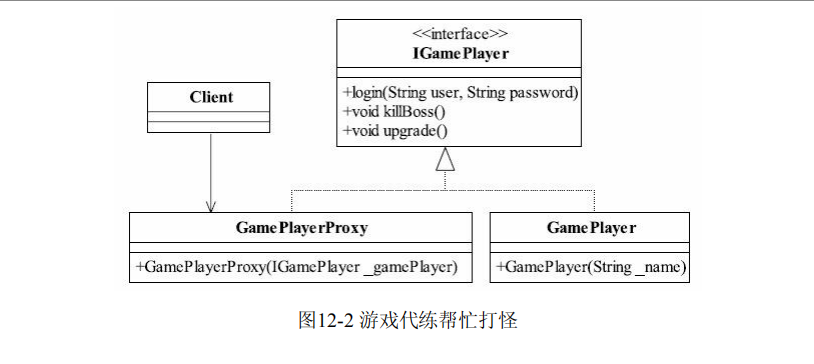 <<interface>>
IGamePlayer
+login(String user, String password)
+void killBoss()
+void upgrade()
Client
GamePlayerProxy
+GamePlayerProxy(IGamePlayer _gamePlayer)
GamePlayer
+GamePlayer(String _name)
图12-2 游戏代练帮忙打怪